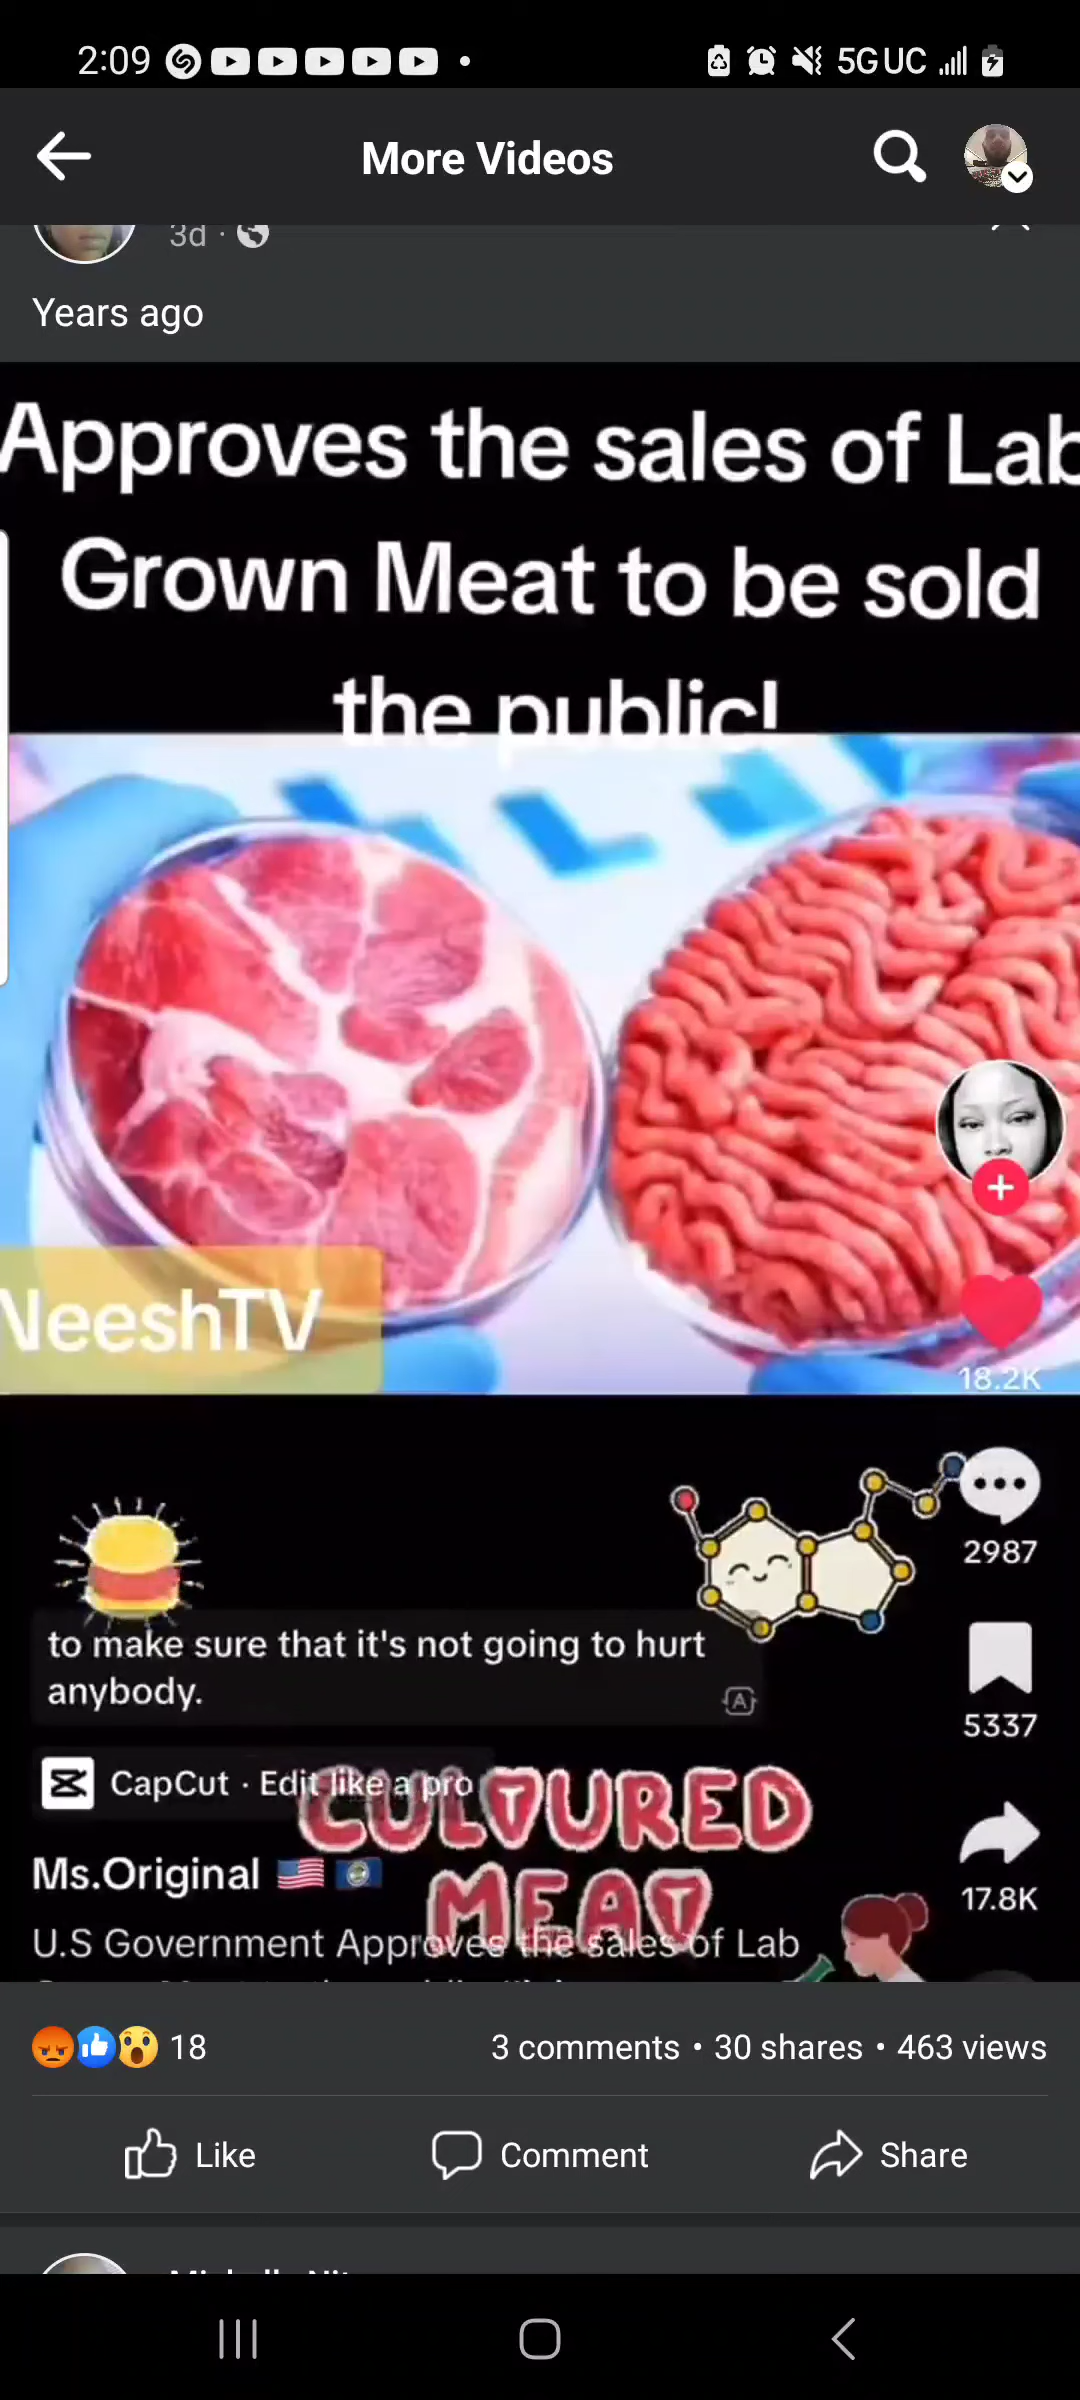 2:09
5G UC
More Videos
3d ·
Years ago
Approves the sales of Lab
Grown Meat to be sold
the public!
NeeshTV
18.2K
2987
to make sure that it's not going to hurt
anybody.
A
5337
CapCut · Edit like a pro
CULTURED
MEAT
Ms.Original
17.8K
U.S Government Approves the sales of Lab
18
3 comments • 30 shares • 463 views
Like
Comment
Share